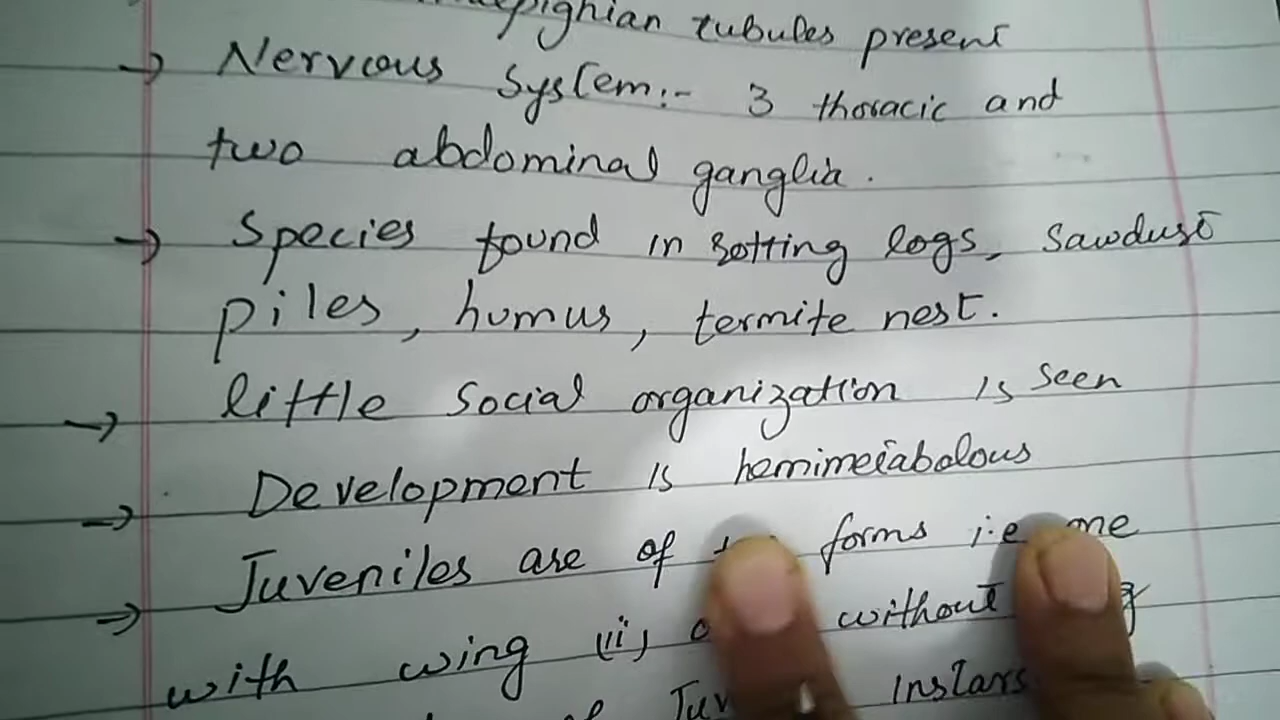 tubules present
→ Nervous System:- 3 thoracic and
two abdominal ganglia.
→ Species found in rotting logs, sawdust
piles, humus, termite nest.
→ little social organization is seen
→ Development is hemimetabolous
→ Juveniles are of forms i.e one
with wing (ii) without
instars